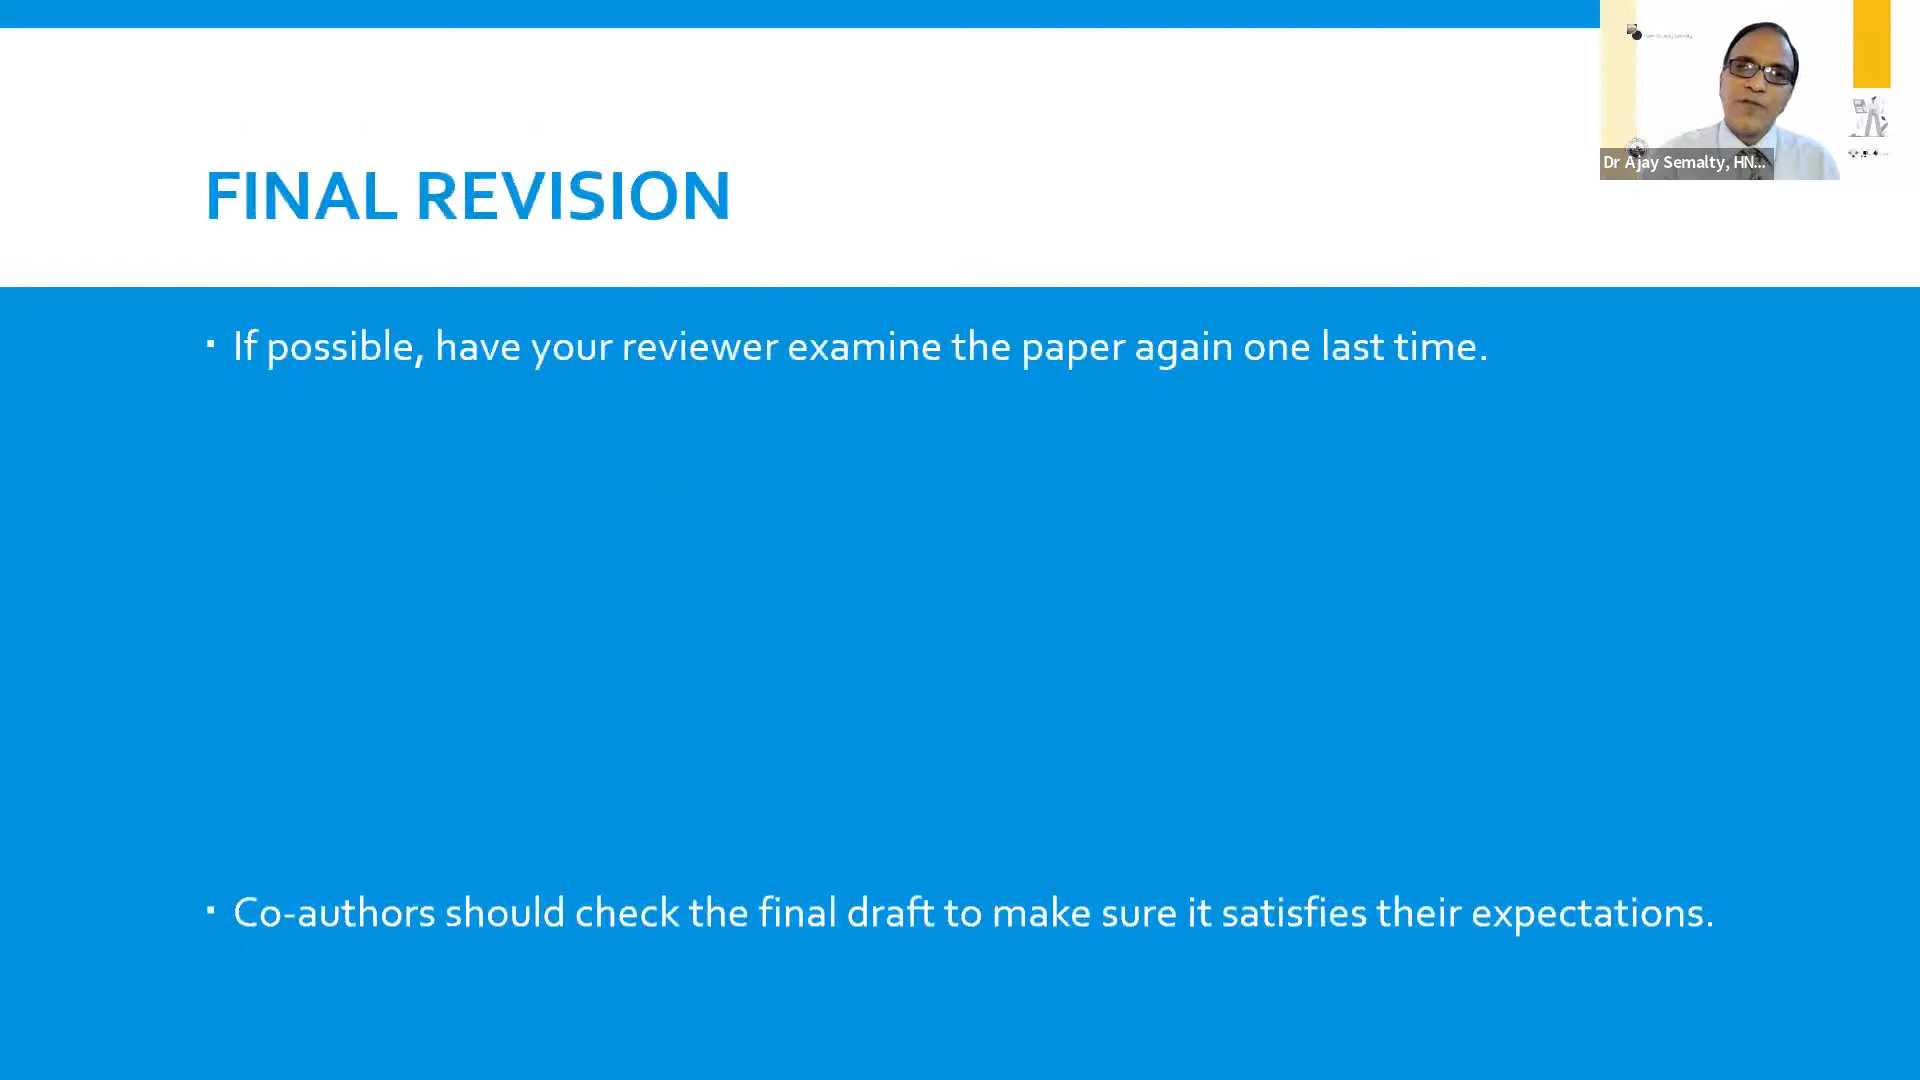 FINAL REVISION
▪ If possible, have your reviewer examine the paper again one last time.
▪ Co-authors should check the final draft to make sure it satisfies their expectations.
Dr Ajay Semalty, HN...